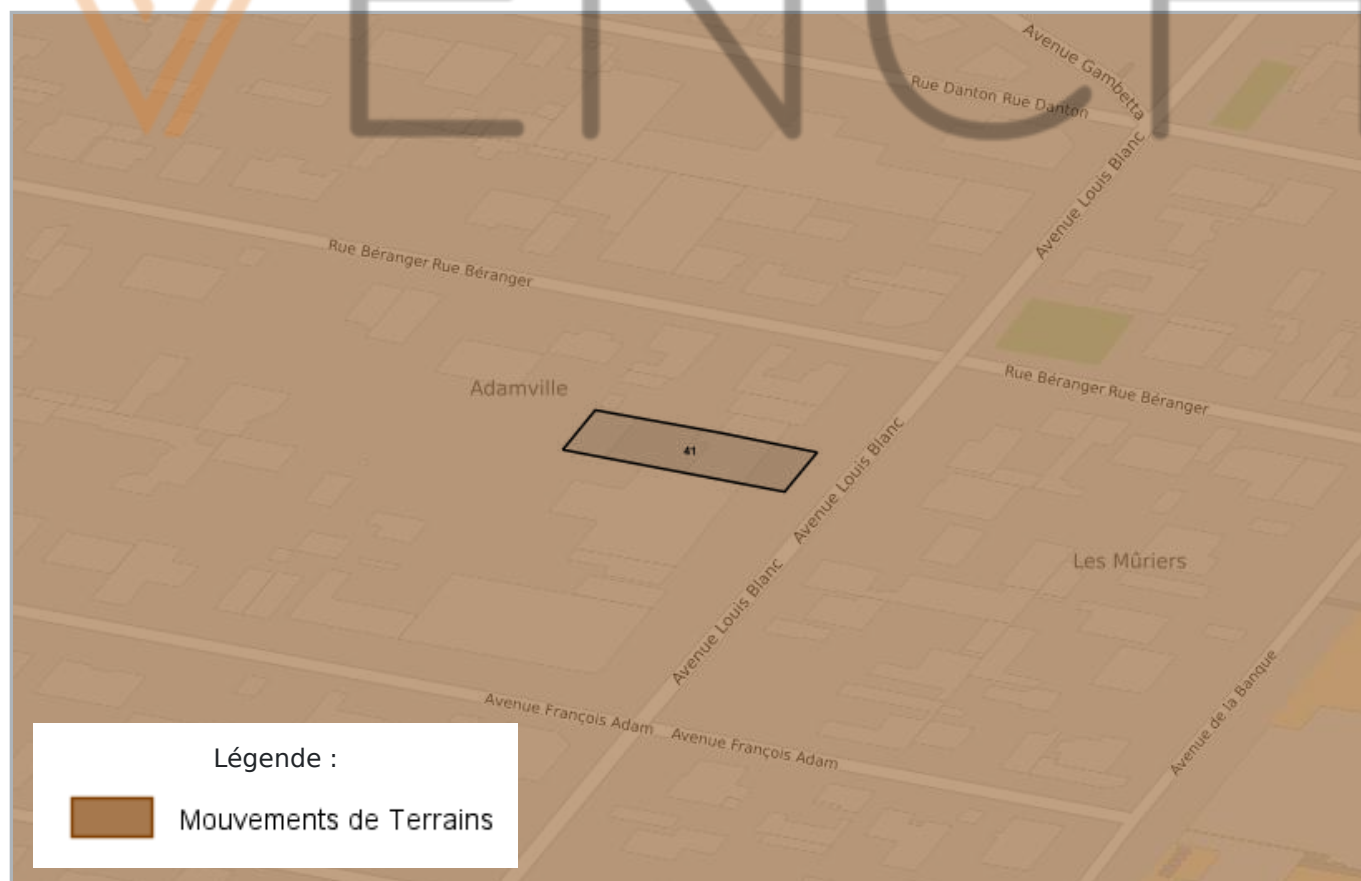 VENCI
Avenue Gambetta
Rue Danton Rue Danton
Avenue Louis Blanc
Rue Béranger Rue Béranger
Rue Béranger Rue Béranger
Adamville
41
Avenue Louis Blanc
Les Mûriers
Avenue Louis Blanc
Avenue de la Banque
Avenue François Adam Avenue François Adam
Légende :
Mouvements de Terrains